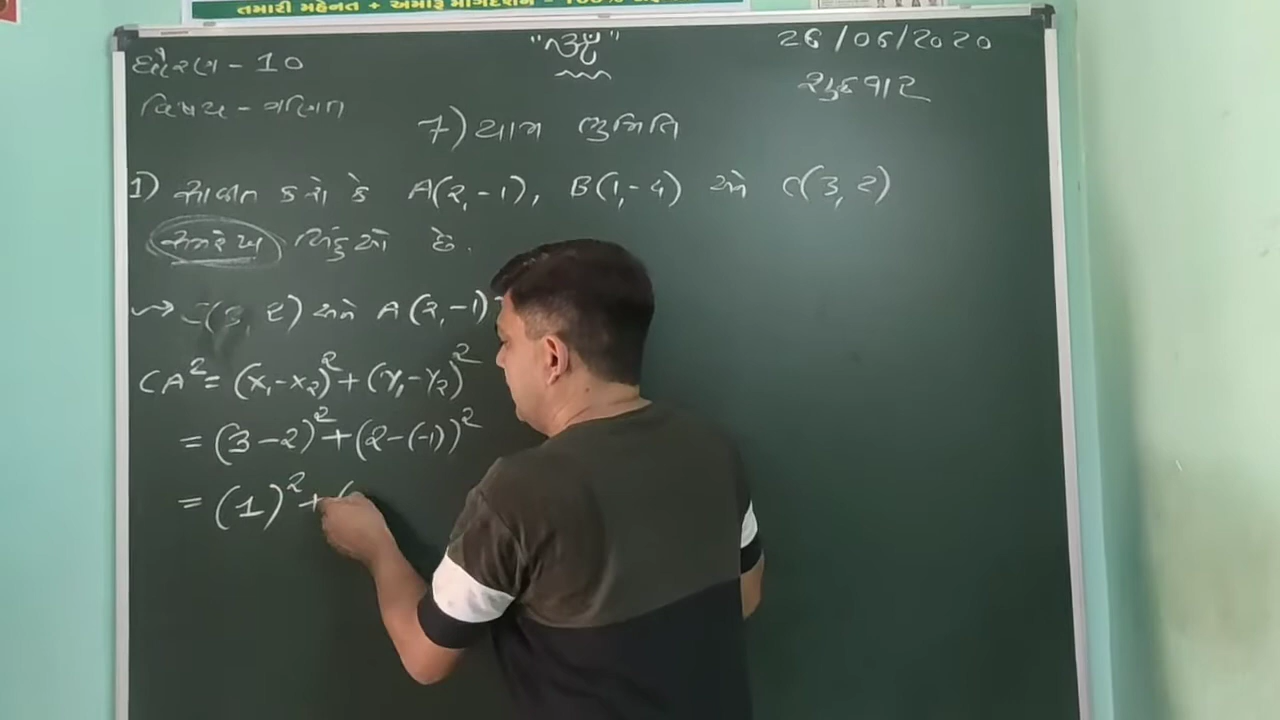 તમારી મહેનત + અમારૂ માર્ગદર્શન = 100%
ધોરણ - 10
"ૐ"
26/06/2020
વિષય - ગણિત
શુક્રવાર
7) યામ ભુમિતિ
1) સાબિત કરો કે A(2,-1), B(1,-4) અને C(3,2)
સમરેખ બિંદુઓ છે.
C(3,2) અને A(2,-1)
CA² = (x₁-x₂)² + (y₁-y₂)²
= (3-2)² + (2-(-1))²
= (1)² + (